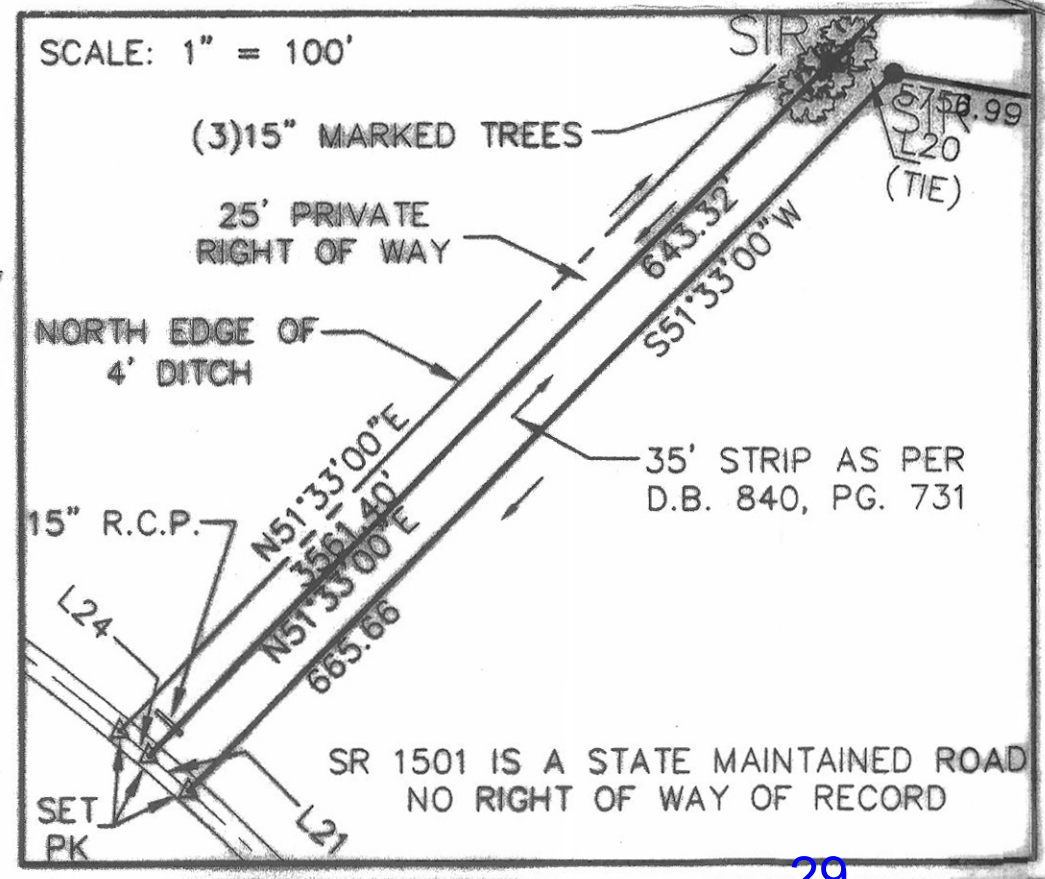 SCALE: 1" = 100'
SIR
(3)15" MARKED TREES
SIR
L20
(TIE)
25' PRIVATE
RIGHT OF WAY
643.32'
S51°33'00"W
NORTH EDGE OF
4' DITCH
N51°33'00"E
3561.40'
N51°33'00"E
35' STRIP AS PER
D.B. 840, PG. 731
15" R.C.P.
665.66
L24
SR 1501 IS A STATE MAINTAINED ROAD
NO RIGHT OF WAY OF RECORD
SET
PK
L21
29